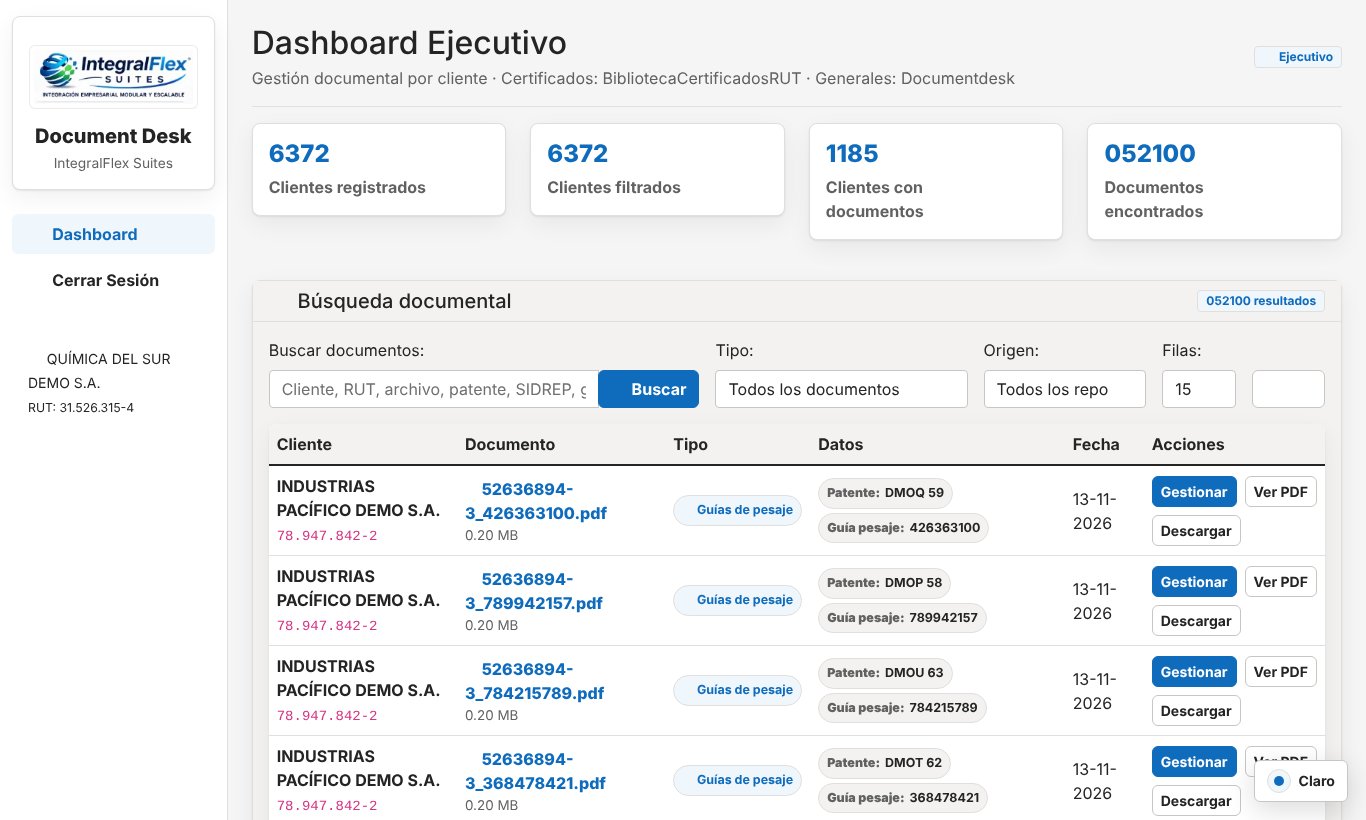 IntegralFlex
SUITES
INTEGRACIÓN EMPRESARIAL MODULAR Y ESCALABLE
Document Desk
IntegralFlex Suites
Dashboard
Cerrar Sesión
QUÍMICA DEL SUR
DEMO S.A.
RUT: 31.526.315-4
Dashboard Ejecutivo
Gestión documental por cliente · Certificados: BibliotecaCertificadosRUT · Generales: Documentdesk
Ejecutivo
6372
Clientes registrados
6372
Clientes filtrados
1185
Clientes con
documentos
052100
Documentos
encontrados
Búsqueda documental
052100 resultados
Buscar documentos:
Cliente, RUT, archivo, patente, SIDREP, g
Buscar
Tipo:
Todos los documentos
Origen:
Todos los repo
Filas:
15
Cliente Documento Tipo Datos Fecha Acciones
INDUSTRIAS
PACÍFICO DEMO S.A.
78.947.842-2
52636894-
3_426363100.pdf
0.20 MB
Guías de pesaje
Patente: DMOQ 59
Guía pesaje: 426363100
13-11-
2026
Gestionar Ver PDF
Descargar
INDUSTRIAS
PACÍFICO DEMO S.A.
78.947.842-2
52636894-
3_789942157.pdf
0.20 MB
Guías de pesaje
Patente: DMOP 58
Guía pesaje: 789942157
13-11-
2026
Gestionar Ver PDF
Descargar
INDUSTRIAS
PACÍFICO DEMO S.A.
78.947.842-2
52636894-
3_784215789.pdf
0.20 MB
Guías de pesaje
Patente: DMOU 63
Guía pesaje: 784215789
13-11-
2026
Gestionar Ver PDF
Descargar
INDUSTRIAS
PACÍFICO DEMO S.A.
78.947.842-2
52636894-
3_368478421.pdf
0.20 MB
Guías de pesaje
Patente: DMOT 62
Guía pesaje: 368478421
13-11-
2026
Gestionar Ver PDF
Descargar
Claro